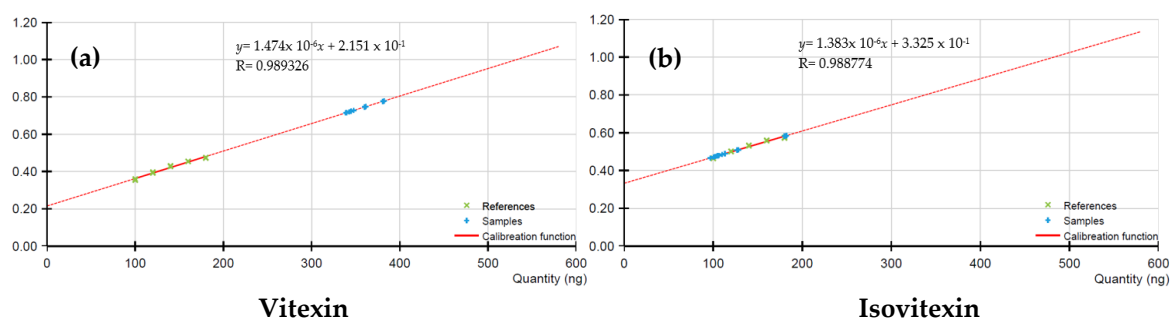 1.20
1.00
0.80
0.60
0.40
0.20
0.00
(a)
y= 1.474x 10-6x + 2.151 x 10-1
R= 0.989326
References
Samples
Calibreation function
0 100 200 300 400 500 600
Quantity (ng)
Vitexin
1.20
1.00
0.80
0.60
0.40
0.20
0.00
(b)
y= 1.383x 10-6x + 3.325 x 10-1
R= 0.988774
References
Samples
Calibreation function
0 100 200 300 400 500 600
Quantity (ng)
Isovitexin